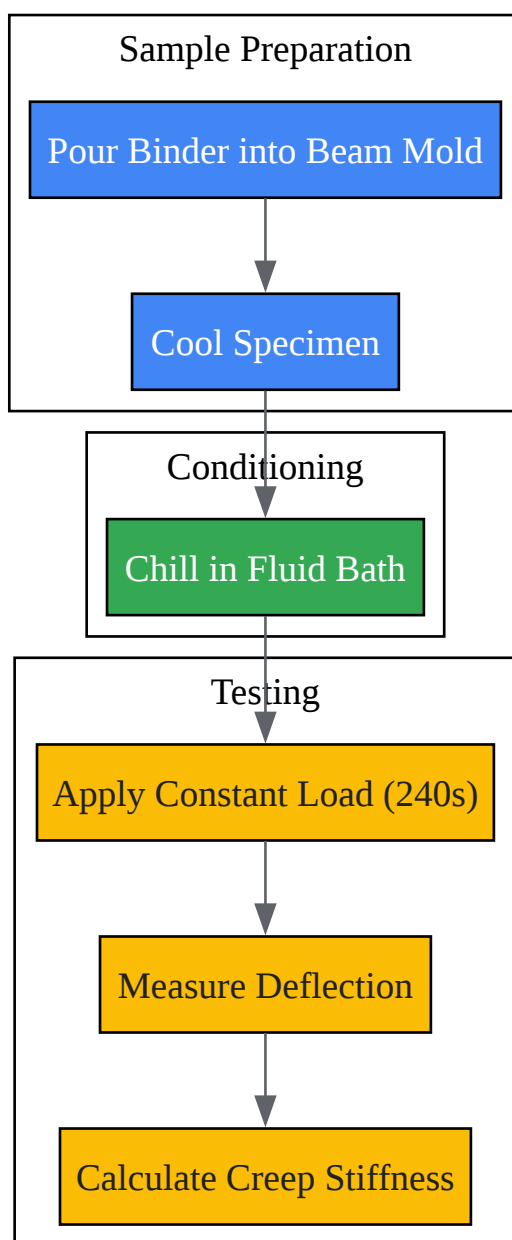 Sample Preparation
Pour Binder into Beam Mold
Cool Specimen
Conditioning
Chill in Fluid Bath
Testing
Apply Constant Load (240s)
Measure Deflection
Calculate Creep Stiffness